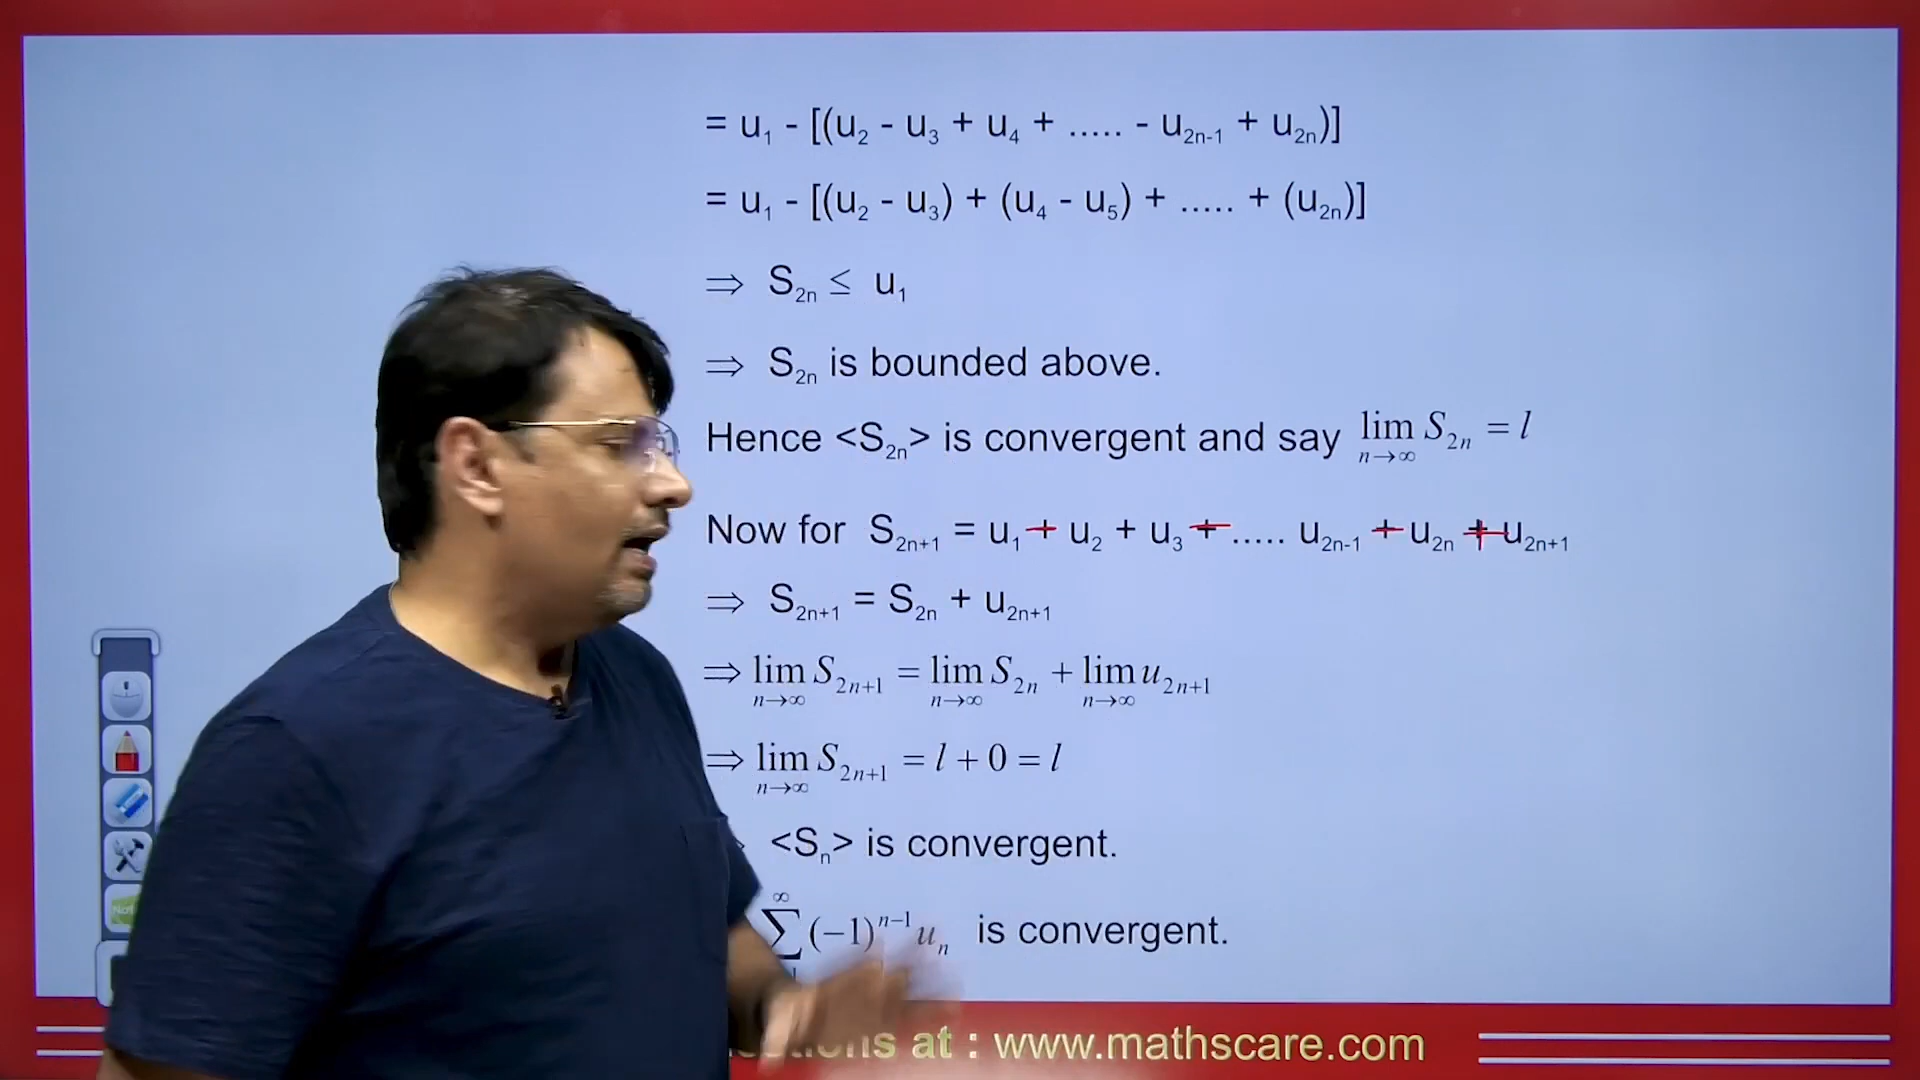 = u₁ - [(u₂ - u₃ + u₄ + ..... - u₂ₙ₋₁ + u₂ₙ)]
= u₁ - [(u₂ - u₃) + (u₄ - u₅) + ..... + (u₂ₙ)]
⇒ S₂ₙ ≤ u₁
⇒ S₂ₙ is bounded above.
Hence <S₂ₙ> is convergent and say lim n→∞ S₂ₙ = l
Now for S₂ₙ₊₁ = u₁ - u₂ + u₃ - ..... u₂ₙ₋₁ - u₂ₙ + u₂ₙ₊₁
⇒ S₂ₙ₊₁ = S₂ₙ + u₂ₙ₊₁
⇒ lim n→∞ S₂ₙ₊₁ = lim n→∞ S₂ₙ + lim n→∞ u₂ₙ₊₁
⇒ lim n→∞ S₂ₙ₊₁ = l + 0 = l
<Sₙ> is convergent.
∞ ∑ (−1)ⁿ⁻¹ uₙ is convergent.
at : www.mathscare.com